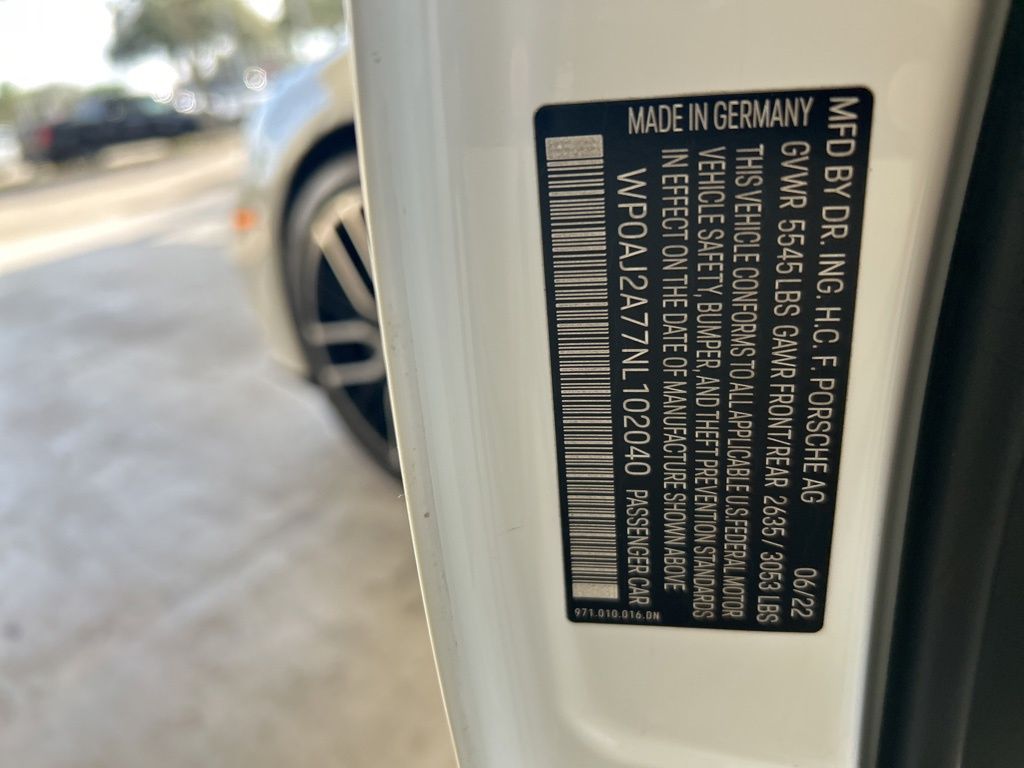 MFD BY DR. ING. H.C. F. PORSCHE AG 06/22
GVWR 5545 LBS GAWR FRONT/REAR 2635 / 3053 LBS
THIS VEHICLE CONFORMS TO ALL APPLICABLE U.S FEDERAL MOTOR
VEHICLE SAFETY, BUMPER, AND THEFT PREVENTION STANDARDS
IN EFFECT ON THE DATE OF MANUFACTURE SHOWN ABOVE
MADE IN GERMANY
WP0AJ2A77NL102040 PASSENGER CAR
971.010.016.DN